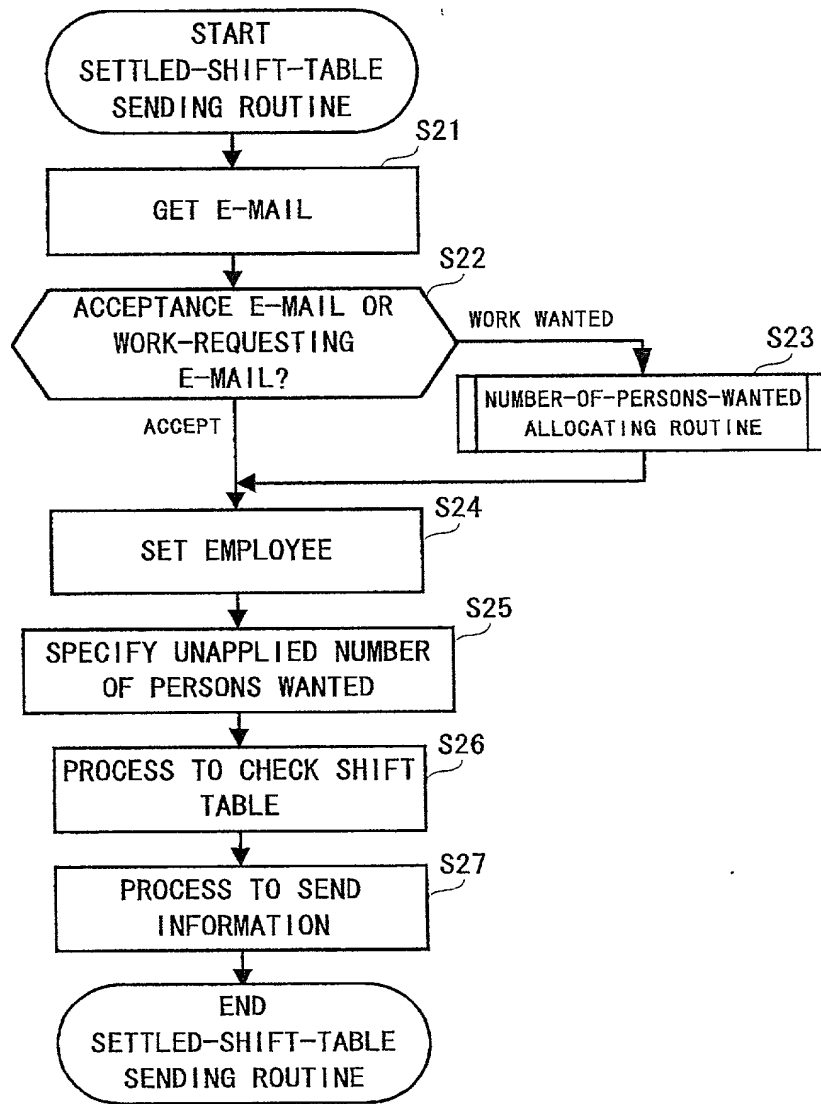 START
SETTLED-SHIFT-TABLE
SENDING ROUTINE
S21
GET E-MAIL
S22
ACCEPTANCE E-MAIL OR
WORK-REQUESTING
E-MAIL?
WORK WANTED
S23
NUMBER-OF-PERSONS-WANTED
ALLOCATING ROUTINE
ACCEPT
S24
SET EMPLOYEE
S25
SPECIFY UNAPPLIED NUMBER
OF PERSONS WANTED
S26
PROCESS TO CHECK SHIFT
TABLE
S27
PROCESS TO SEND
INFORMATION
END
SETTLED-SHIFT-TABLE
SENDING ROUTINE